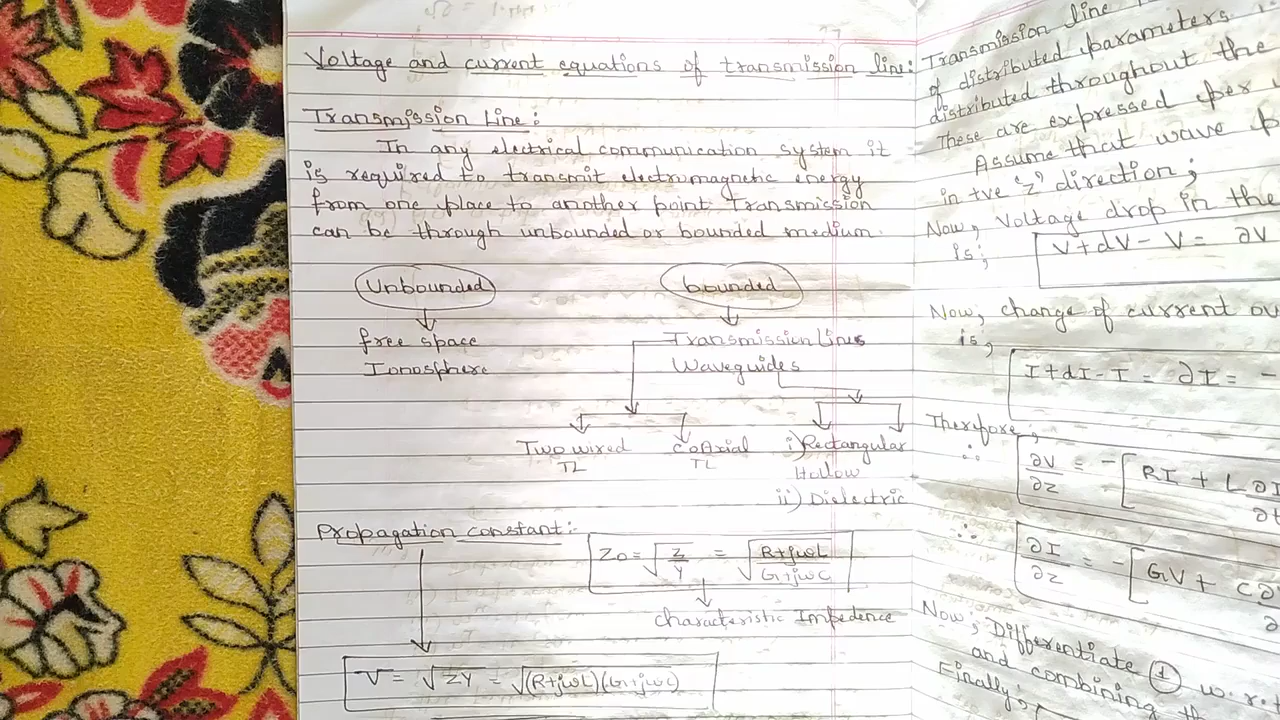 Voltage and current equations of transmission line:
Transmission Line:
In any electrical communication system it
is required to transmit electromagnetic energy
from one place to another point Transmission
can be through unbounded or bounded medium.
Unbounded
bounded
free space
Ionosphere
Transmission Lines
Waveguides
Two wired
TL
CoAxial
TL
i) Rectangular
Hollow
ii) Dielectric
Propagation constant:-
Zo = √Z/Y = √R+jωL/G+jωC
characteristic Impedence
γ = √ZY = √(R+jωL)(G+jωC)
Transmission line
of distributed parameters
distributed throughout the
These are expressed per
Assume that wave
in +ve 'z' direction;
Now, Voltage drop in the
is;
V+dV-V = ∂V
Now, change of current
is,
I+dI-I = ∂I = -
Therefore,
∴ ∂V/∂z = -[RI + L∂I
∴ ∂I/∂z = -[GV + C∂
Now, Differentiate ① w.r.t
and combining
Finally,